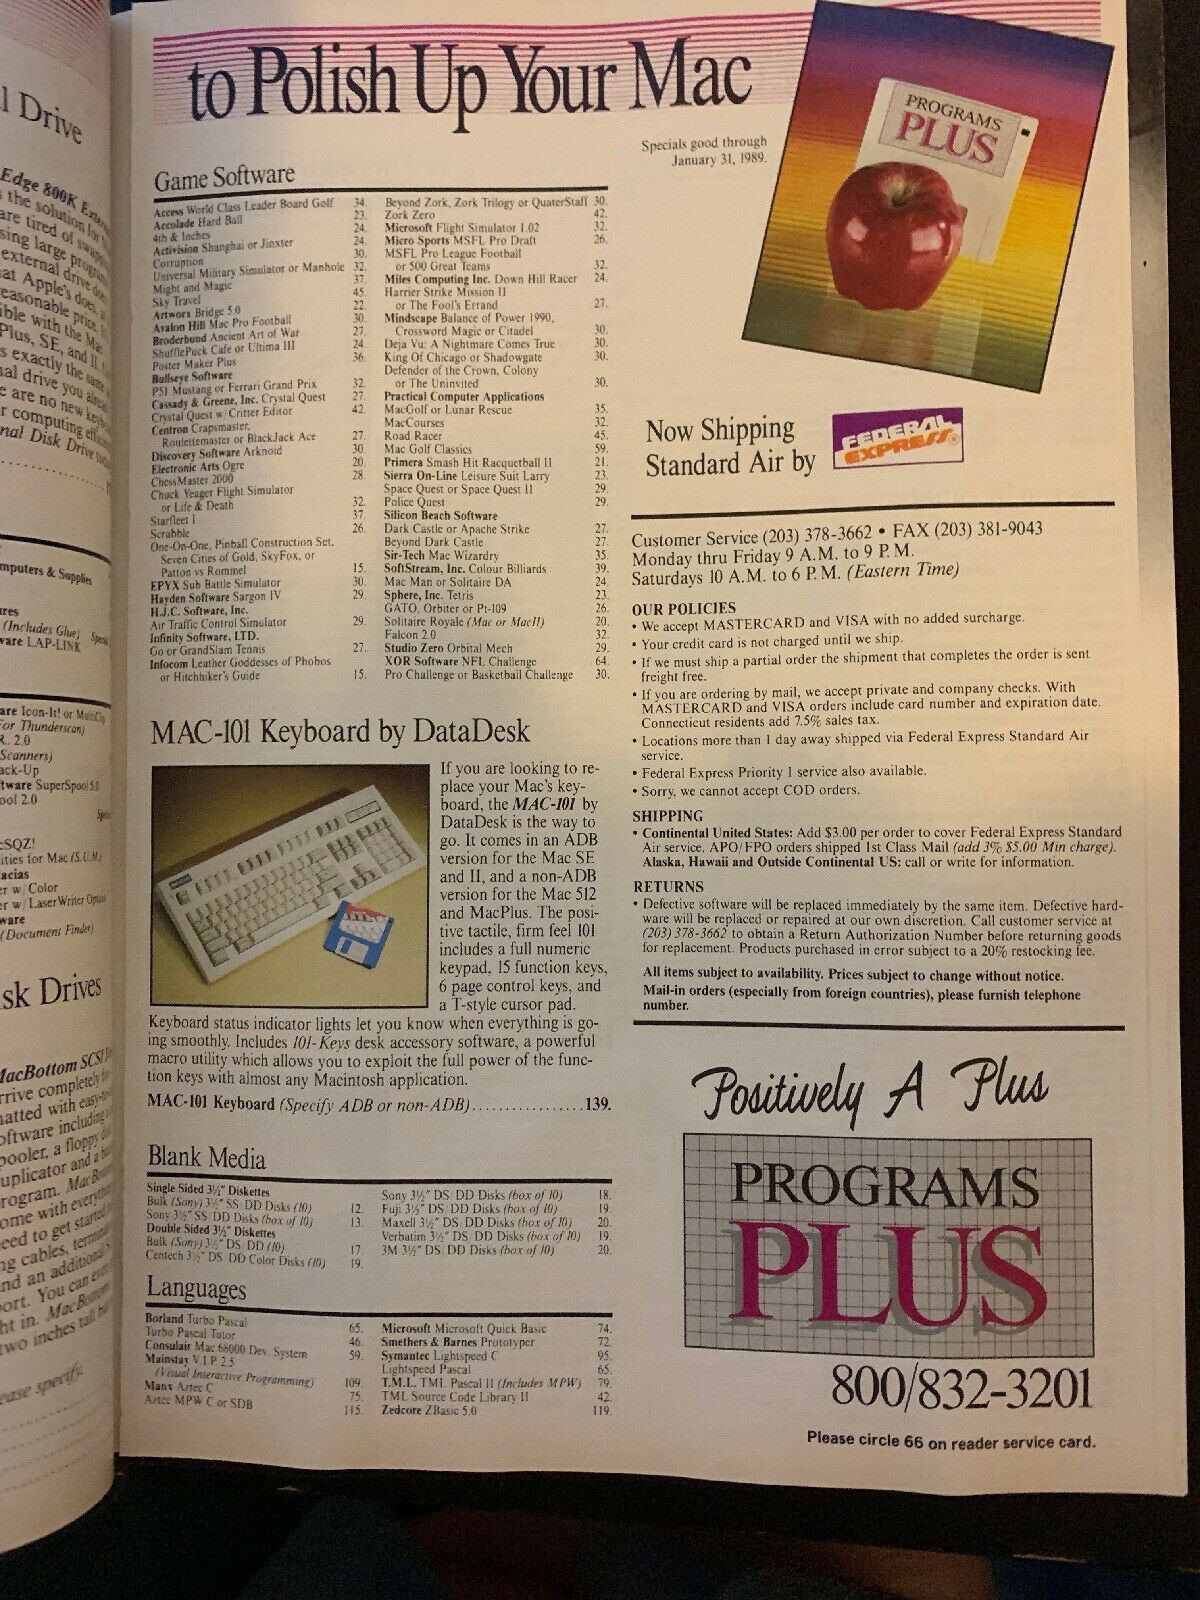 l Drive
Edge 800K
to Polish Up Your Mac
PROGRAMS
PLUS
Specials good through
January 31, 1989.
Game Software
Access World Class Leader Board Golf 34.
Accolade Hard Ball 23.
4th & Inches 24.
Activision Shanghai or Jinxter 24.
Corruption 30.
Universal Military Simulator or Manhole 32.
Might and Magic 37.
Sky Travel 45.
Artworx Bridge 5.0 22.
Avalon Hill Mac Pro Football 30.
Broderbund Ancient Art of War 27.
ShufflePuck Cafe or Ultima III 24.
Poster Maker Plus 36.
Bullseye Software
P51 Mustang or Ferrari Grand Prix 32.
Cassady & Greene, Inc. Crystal Quest 27.
Crystal Quest w/ Critter Editor 42.
Centron Crapsmaster,
Roulettemaster or BlackJack Ace 27.
Discovery Software Arknoid 30.
Electronic Arts Ogre 20.
ChessMaster 2000 28.
Chuck Yeager Flight Simulator
or Life & Death 32.
Starfleet I 37.
Scrabble 26.
One-On-One, Pinball Construction Set,
Seven Cities of Gold, SkyFox, or
Patton vs Rommel 15.
EPYX Sub Battle Simulator 30.
Hayden Software Sargon IV 29.
H.J.C. Software, Inc.
Air Traffic Control Simulator 29.
Infinity Software, LTD.
Go or GrandSlam Tennis 27.
Infocom Leather Goddesses of Phobos
or Hitchhiker's Guide 15.
Beyond Zork, Zork Trilogy or QuaterStaff 30.
Zork Zero 42.
Microsoft Flight Simulator 1.02 32.
Micro Sports MSFL Pro Draft 26.
MSFL Pro League Football
or 500 Great Teams 32.
Miles Computing Inc. Down Hill Racer 24.
Harrier Strike Mission II
or The Fool's Errand 27.
Mindscape Balance of Power 1990,
Crossword Magic or Citadel 30.
Deja Vu: A Nightmare Comes True 30.
King Of Chicago or Shadowgate 30.
Defender of the Crown, Colony
or The Uninvited 30.
Practical Computer Applications
MacGolf or Lunar Rescue 35.
MacCourses 32.
Road Racer 45.
Mac Golf Classics 59.
Primera Smash Hit Racquetball II 21.
Sierra On-Line Leisure Suit Larry 23.
Space Quest or Space Quest II 29.
Police Quest 29.
Silicon Beach Software
Dark Castle or Apache Strike 27.
Beyond Dark Castle 27.
Sir-Tech Mac Wizardry 35.
SoftStream, Inc. Colour Billiards 39.
Mac Man or Solitaire DA 24.
Sphere, Inc. Tetris 23.
GATO, Orbiter or Pt-109 26.
Solitaire Royale (Mac or MacII) 20.
Falcon 2.0 32.
Studio Zero Orbital Mech 29.
XOR Software NFL Challenge 64.
Pro Challenge or Basketball Challenge 30.
Now Shipping
Standard Air by
FEDERAL
EXPRESS®
Customer Service (203) 378-3662 • FAX (203) 381-9043
Monday thru Friday 9 A.M. to 9 P.M.
Saturdays 10 A.M. to 6 P.M. (Eastern Time)
OUR POLICIES
• We accept MASTERCARD and VISA with no added surcharge.
• Your credit card is not charged until we ship.
• If we must ship a partial order the shipment that completes the order is sent
freight free.
• If you are ordering by mail, we accept private and company checks. With
MASTERCARD and VISA orders include card number and expiration date.
Connecticut residents add 7.5% sales tax.
• Locations more than 1 day away shipped via Federal Express Standard Air
service.
• Federal Express Priority 1 service also available.
• Sorry, we cannot accept COD orders.
SHIPPING
• Continental United States: Add $3.00 per order to cover Federal Express Standard
Air service. APO/FPO orders shipped 1st Class Mail (add 3% $5.00 Min charge).
Alaska, Hawaii and Outside Continental US: call or write for information.
RETURNS
• Defective software will be replaced immediately by the same item. Defective hard-
ware will be replaced or repaired at our own discretion. Call customer service at
(203) 378-3662 to obtain a Return Authorization Number before returning goods
for replacement. Products purchased in error subject to a 20% restocking fee.
All items subject to availability. Prices subject to change without notice.
Mail-in orders (especially from foreign countries), please furnish telephone
number.
MAC-101 Keyboard by DataDesk
If you are looking to re-
place your Mac's key-
board, the MAC-101 by
DataDesk is the way to
go. It comes in an ADB
version for the Mac SE
and II, and a non-ADB
version for the Mac 512
and MacPlus. The posi-
tive tactile, firm feel 101
includes a full numeric
keypad, 15 function keys,
6 page control keys, and
a T-style cursor pad.
Keyboard status indicator lights let you know when everything is go-
ing smoothly. Includes 101-Keys desk accessory software, a powerful
macro utility which allows you to exploit the full power of the func-
tion keys with almost any Macintosh application.
MAC-101 Keyboard (Specify ADB or non-ADB)................139.
Blank Media
Single Sided 3½" Diskettes
Bulk (Sony) 3½" SS/DD Disks (10) 12.
Sony 3½" SS/DD Disks (box of 10) 13.
Double Sided 3½" Diskettes
Bulk (Sony) 3½" DS/DD (10) 17.
Centech 3½" DS/DD Color Disks (10) 19.
Sony 3½" DS/DD Disks (box of 10) 18.
Fuji 3½" DS/DD Disks (box of 10) 19.
Maxell 3½" DS/DD Disks (box of 10) 20.
Verbatim 3½" DS/DD Disks (box of 10) 19.
3M 3½" DS/DD Disks (box of 10) 20.
Languages
Borland Turbo Pascal 65.
Turbo Pascal Tutor 46.
Consulair Mac 68000 Dev. System 59.
Mainstay V.I.P 2.5
(Visual Interactive Programming) 109.
Manx Aztec C 75.
Aztec MPW C or SDB 115.
Microsoft Microsoft Quick Basic 74.
Smethers & Barnes Prototyper 72.
Symantec Lightspeed C 95.
Lightspeed Pascal 65.
T.M.L. TML Pascal II (Includes MPW) 79.
TML Source Code Library II 42.
Zedcore ZBasic 5.0 119.
Positively A Plus
PROGRAMS
PLUS
800/832-3201
Please circle 66 on reader service card.